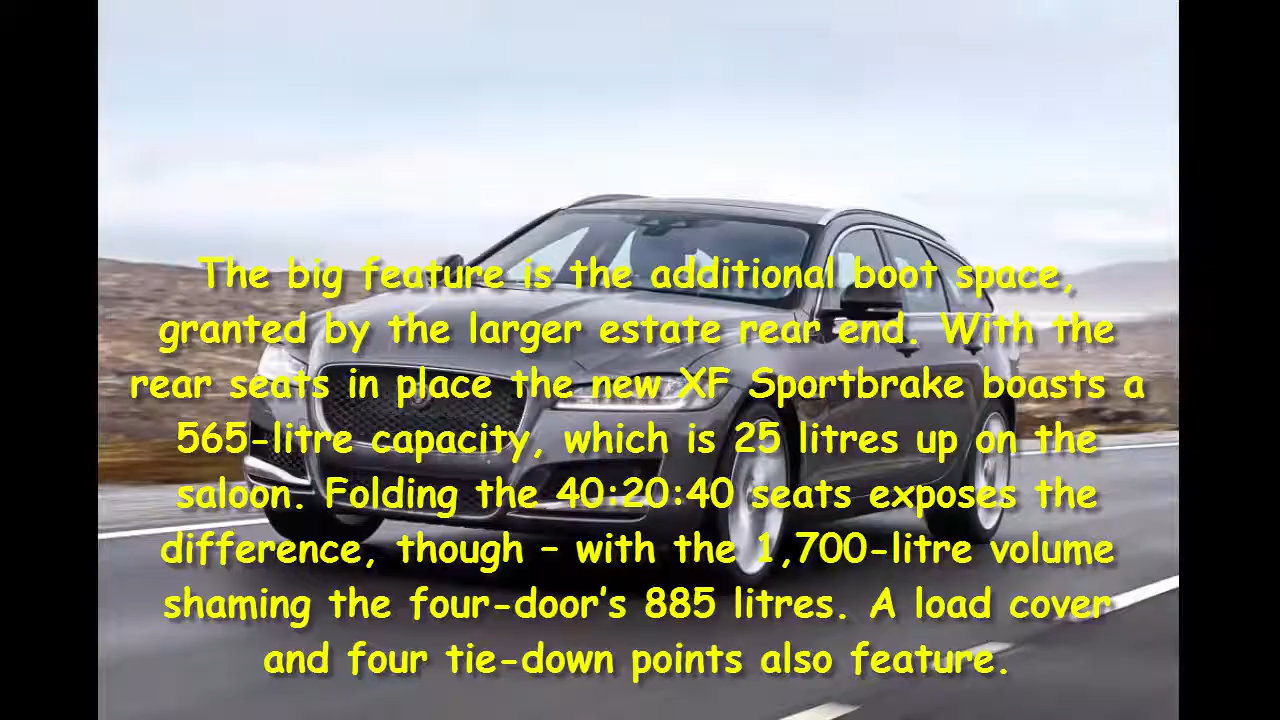 The big feature is the additional boot space,
granted by the larger estate rear end. With the
rear seats in place the new XF Sportbrake boasts a
565-litre capacity, which is 25 litres up on the
saloon. Folding the 40:20:40 seats exposes the
difference, though – with the 1,700-litre volume
shaming the four-door’s 885 litres. A load cover
and four tie-down points also feature.